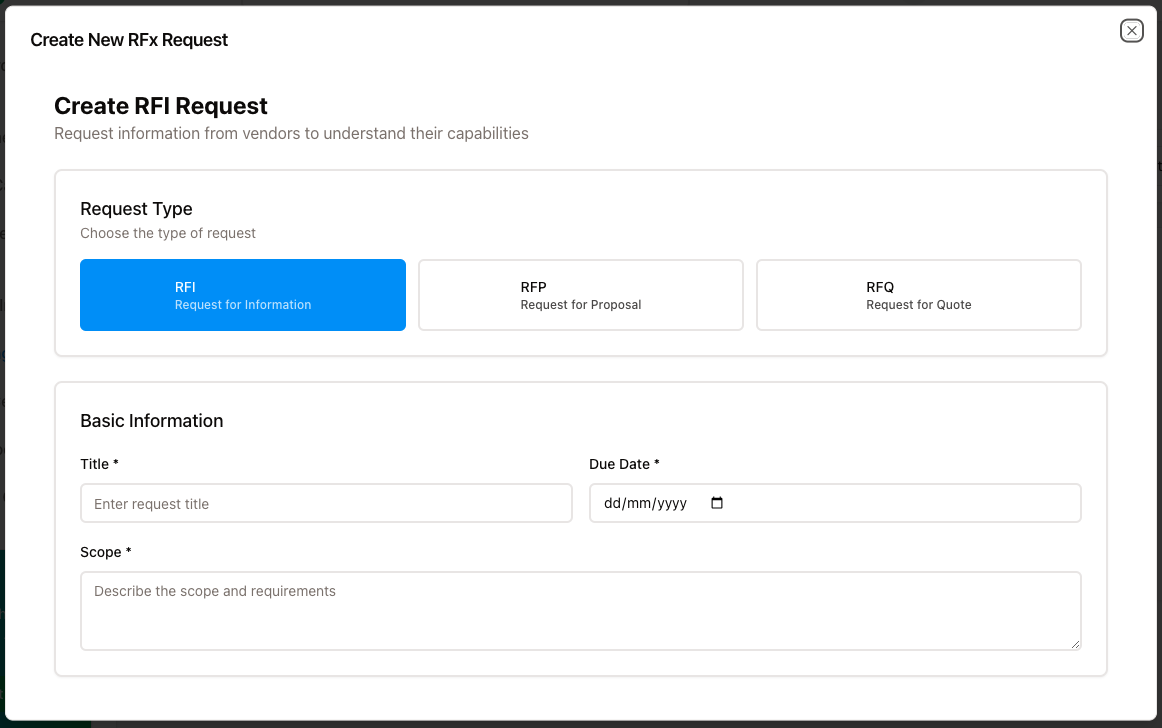 Create New RFx Request
Create RFI Request
Request information from vendors to understand their capabilities
Request Type
Choose the type of request
RFI
Request for Information
RFP
Request for Proposal
RFQ
Request for Quote
Basic Information
Title *
Due Date *
Enter request title
dd/mm/yyyy
Scope *
Describe the scope and requirements